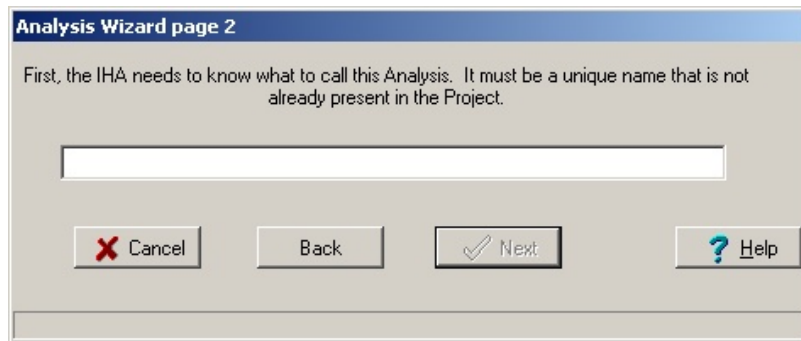 Analysis Wizard page 2
First, the IHA needs to know what to call this Analysis.  It must be a unique name that is not
already present in the Project.
Cancel
Back
Next
Help